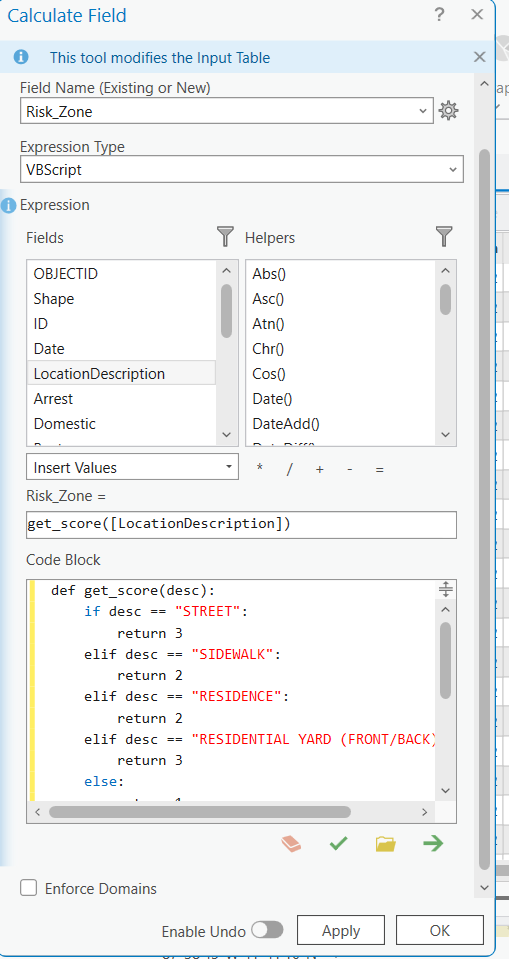 Calculate Field ? ×
This tool modifies the Input Table ×
Field Name (Existing or New)
Risk_Zone
Expression Type
VBScript
Expression
Fields Helpers
OBJECTID Abs()
Shape Asc()
ID Atn()
Date Chr()
LocationDescription Cos()
Arrest Date()
Domestic DateAdd()
DateDiff()
Insert Values * / + - =
Risk_Zone =
get_score([LocationDescription])
Code Block
def get_score(desc):
if desc == "STREET":
return 3
elif desc == "SIDEWALK":
return 2
elif desc == "RESIDENCE":
return 2
elif desc == "RESIDENTIAL YARD (FRONT/BACK)
return 3
else:
Enforce Domains
Enable Undo Apply OK